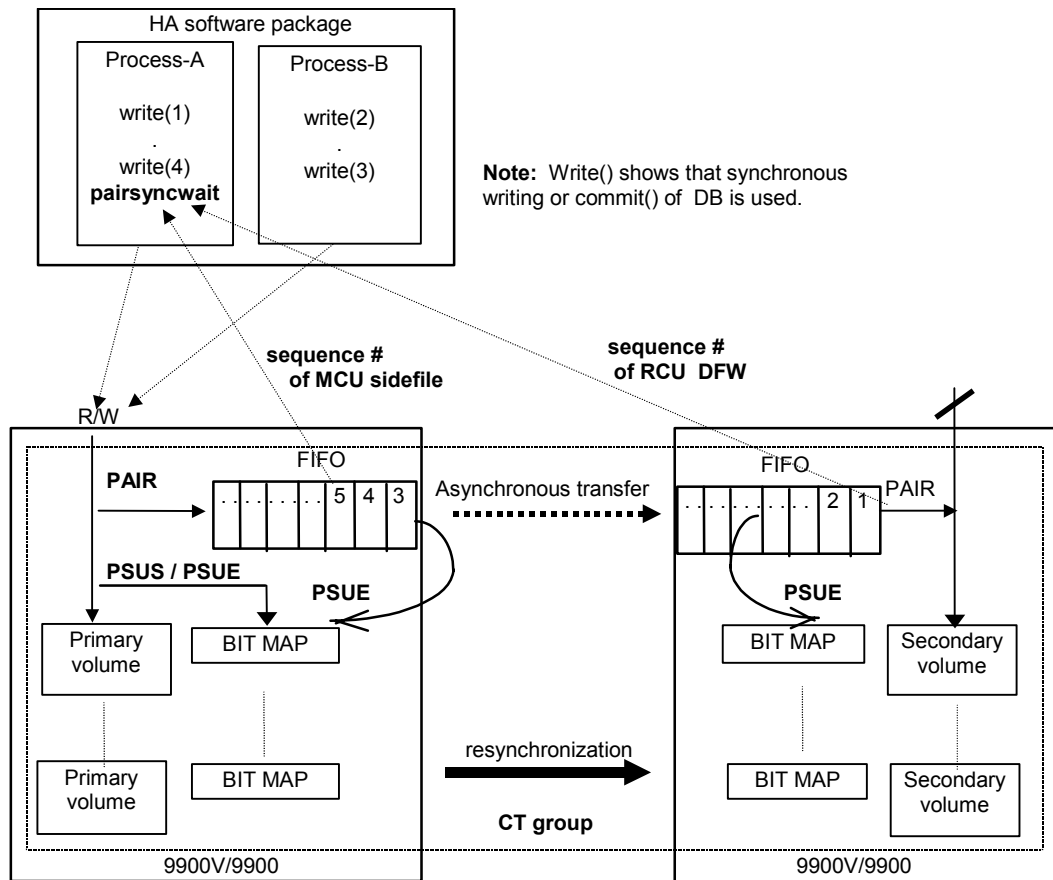 HA software package
Process-A
write(1)
.
write(4)
pairsyncwait
Process-B
write(2)
.
write(3)
Note: Write() shows that synchronous
writing or commit() of DB is used.
sequence #
of MCU sidefile
sequence #
of RCU DFW
R/W
FIFO
PAIR
. . . . . . . . . 5 4 3
Asynchronous transfer
FIFO
. . . . . . . . . . . 2 1
PAIR
PSUS / PSUE
PSUE
PSUE
Primary
volume
BIT MAP
BIT MAP
Secondary
volume
resynchronization
Primary
volume
BIT MAP
BIT MAP
Secondary
volume
CT group
9900V/9900
9900V/9900